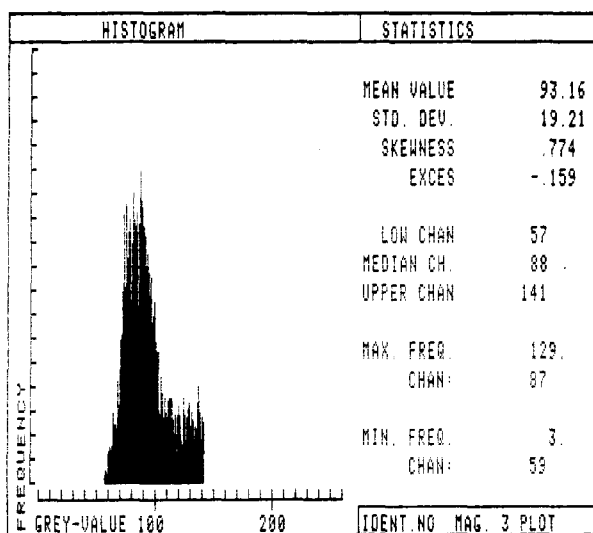 HISTOGRAM
STATISTICS
MEAN VALUE 93.16
STD. DEV. 19.21
SKEWNESS .774
EXCES -.159
LOW CHAN 57
MEDIAN CH. 88
UPPER CHAN 141
MAX. FREQ. 129.
CHAN: 87
MIN. FREQ. 3.
CHAN: 59
FREQUENCY
GREY-VALUE 100 200
IDENT.NO MAG. 3 PLOT